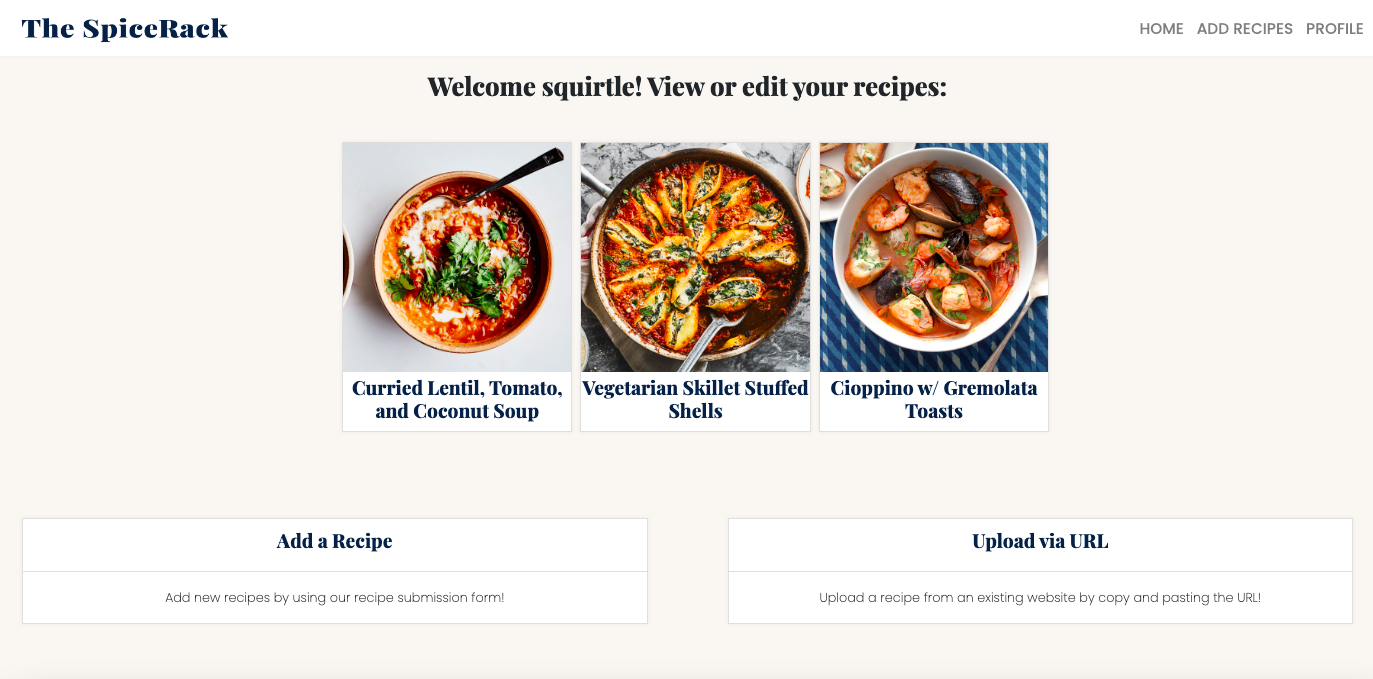 The SpiceRack
HOME ADD RECIPES PROFILE
Welcome squirtle! View or edit your recipes:
Curried Lentil, Tomato,
and Coconut Soup
Vegetarian Skillet Stuffed
Shells
Cioppino w/ Gremolata
Toasts
Add a Recipe
Add new recipes by using our recipe submission form!
Upload via URL
Upload a recipe from an existing website by copy and pasting the URL!